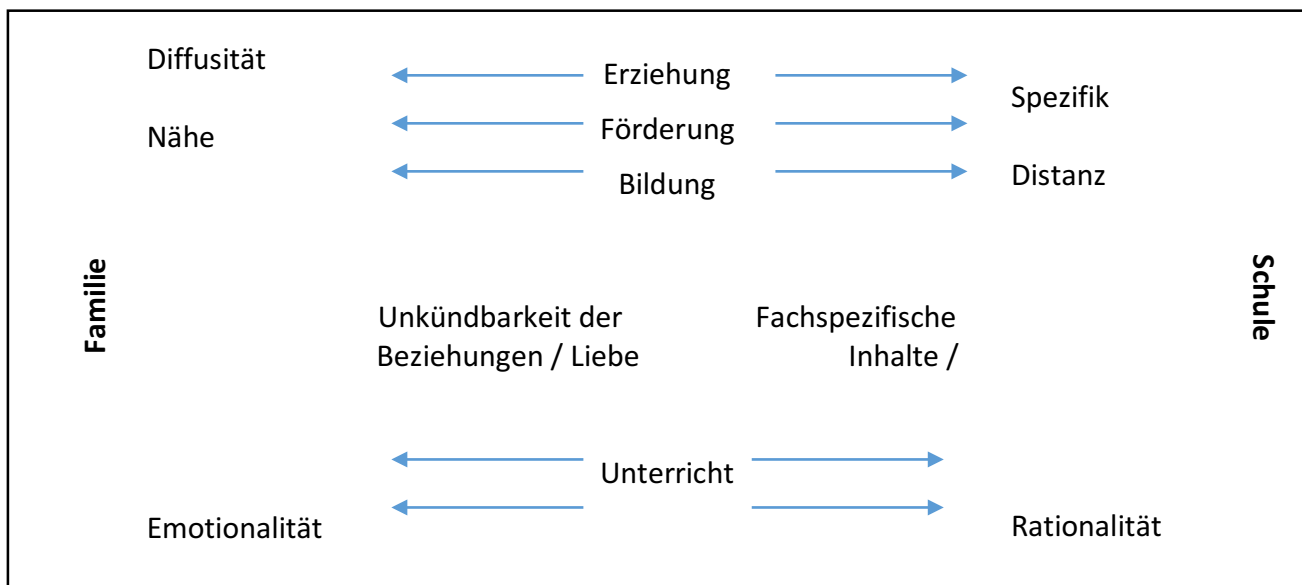 Diffusität
Erziehung
Spezifik
Förderung
Nähe
Bildung
Distanz
Familie
Schule
Unkündbarkeit der
Beziehungen / Liebe
Fachspezifische
Inhalte /
Unterricht
Emotionalität
Rationalität